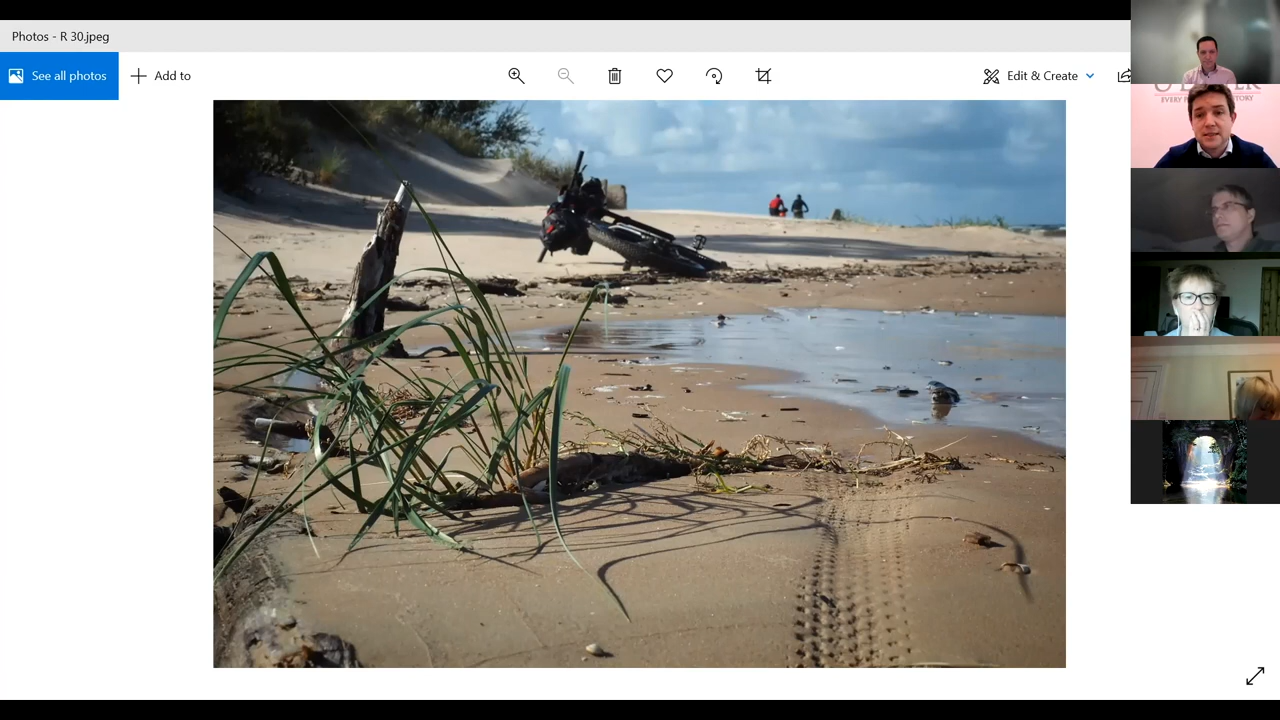 Photos - R 30.jpeg
See all photos
Add to
Edit & Create